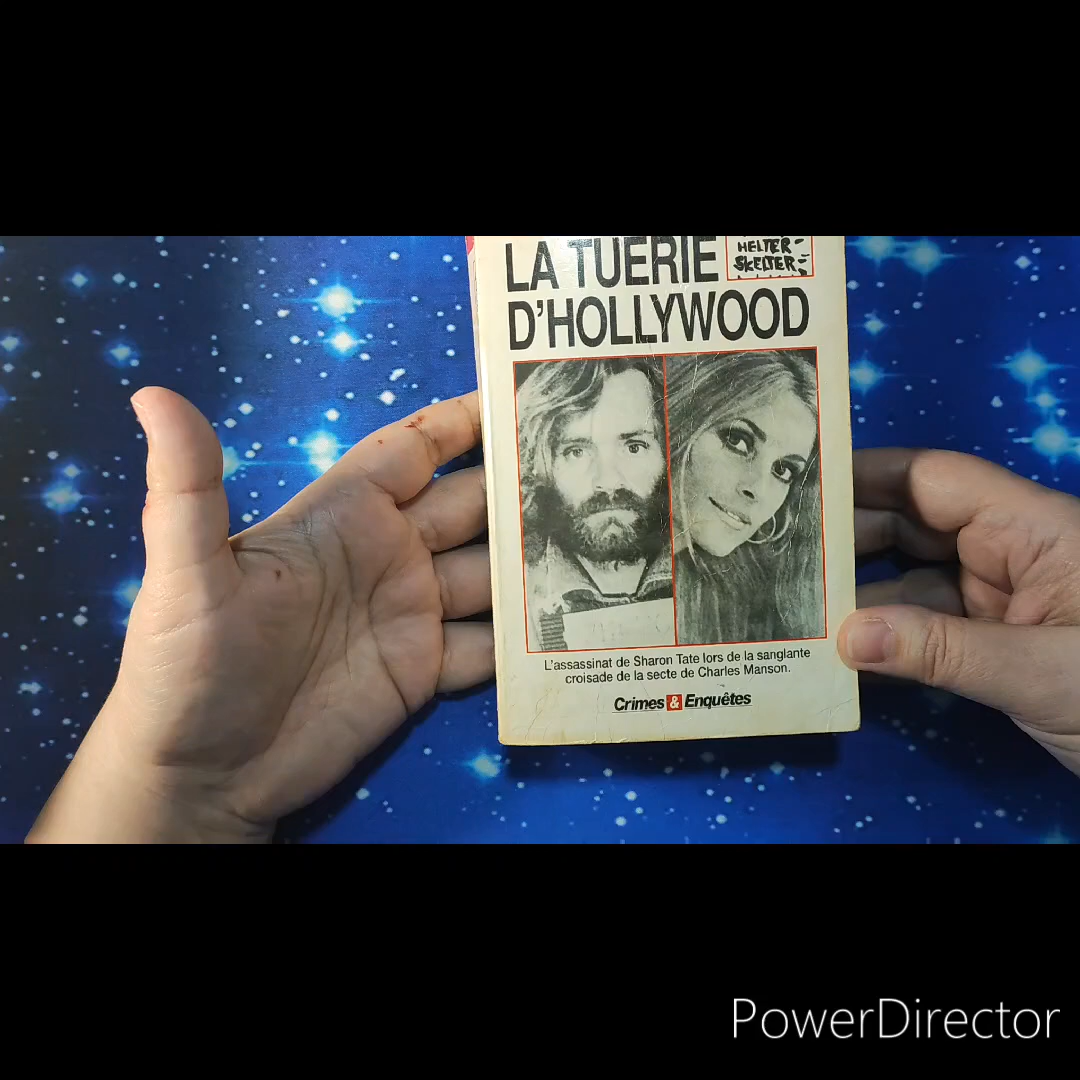 LA TUERIE
HELTER
SKELTER
D'HOLLYWOOD
L'assassinat de Sharon Tate lors de la sanglante
croisade de la secte de Charles Manson.
Crimes & Enquêtes
PowerDirector